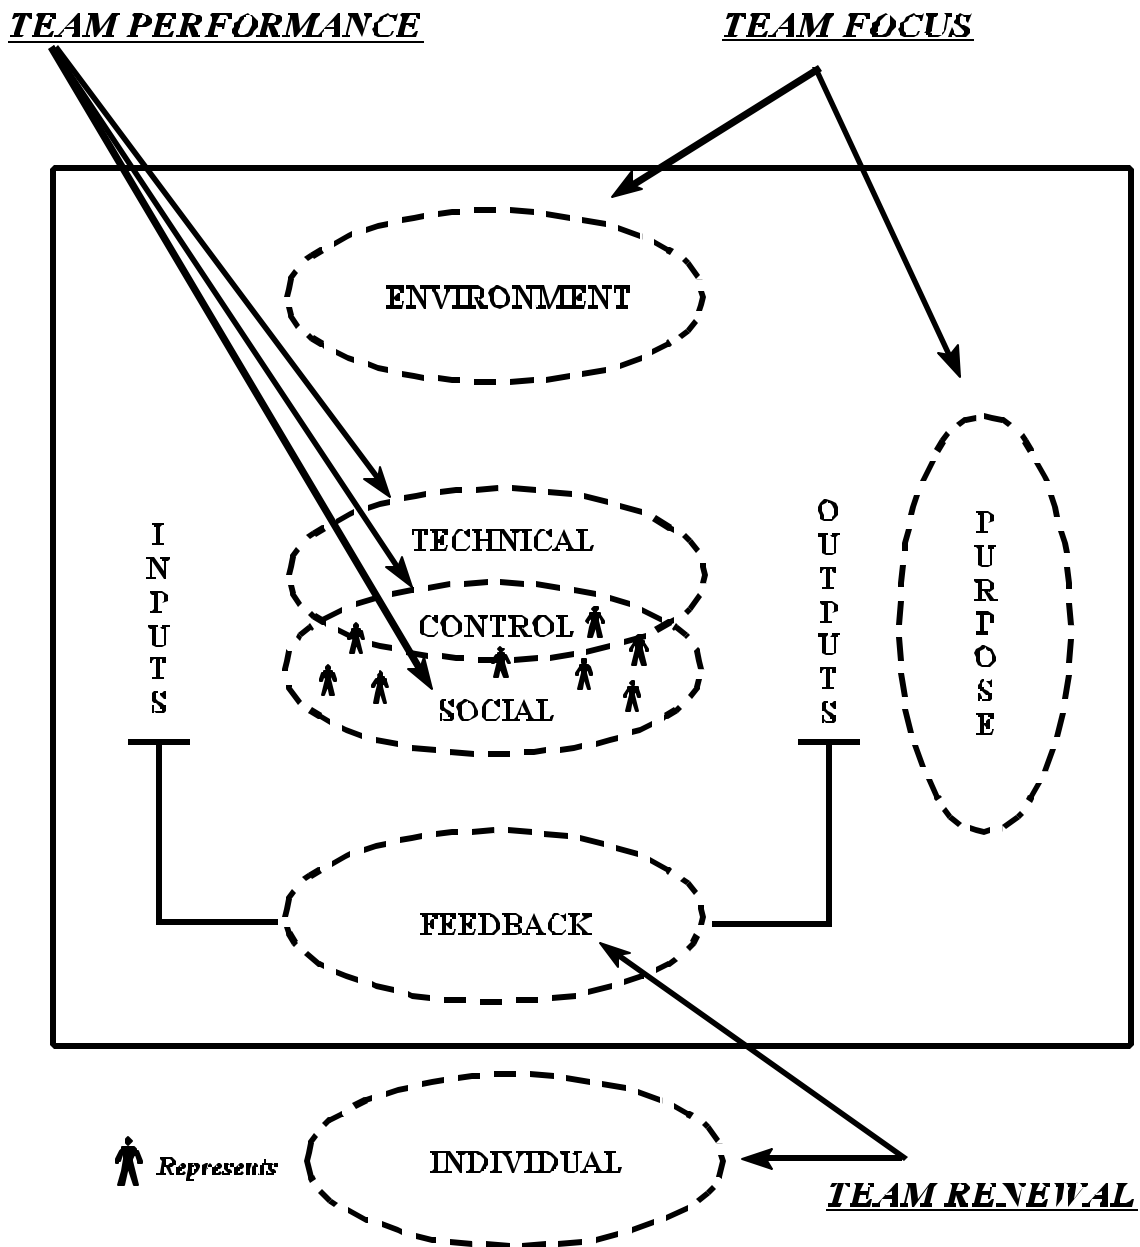 TEAM PERFORMANCE
TEAM FOCUS
ENVIRONMENT
TECHNICAL
CONTROL
SOCIAL
INPUTS
OUTPUTS
PURPOSE
FEEDBACK
Represents
INDIVIDUAL
TEAM RENEWAL